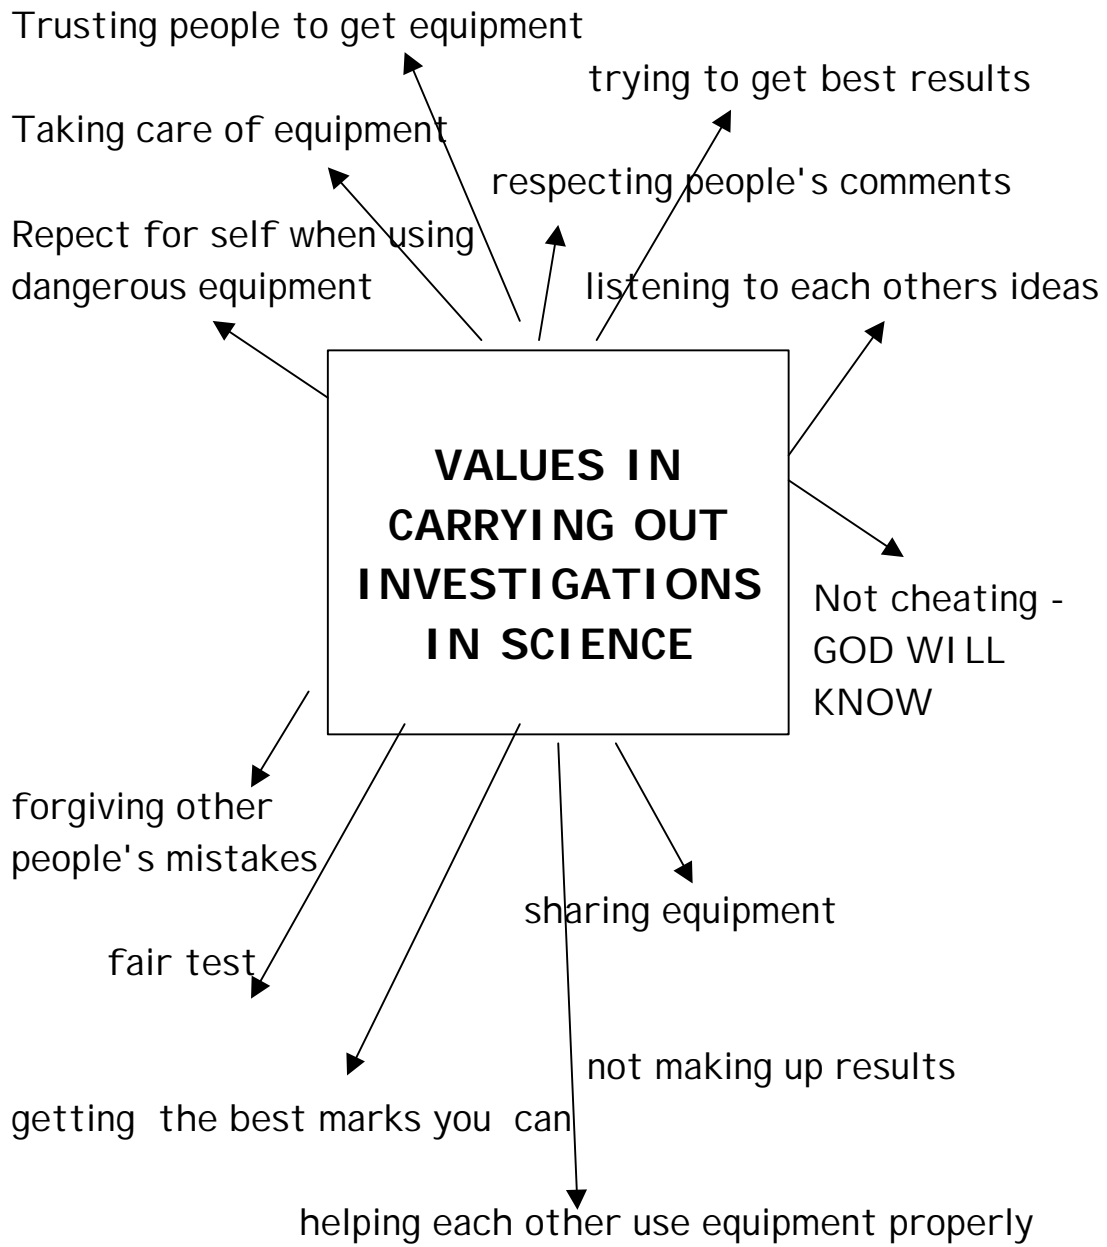 Trusting people to get equipment
trying to get best results
Taking care of equipment
respecting people's comments
Repect for self when using
dangerous equipment
listening to each others ideas
VALUES IN
CARRYING OUT
INVESTIGATIONS
IN SCIENCE
Not cheating -
GOD WILL
KNOW
forgiving other
people's mistakes
sharing equipment
fair test
not making up results
getting the best marks you can
helping each other use equipment properly